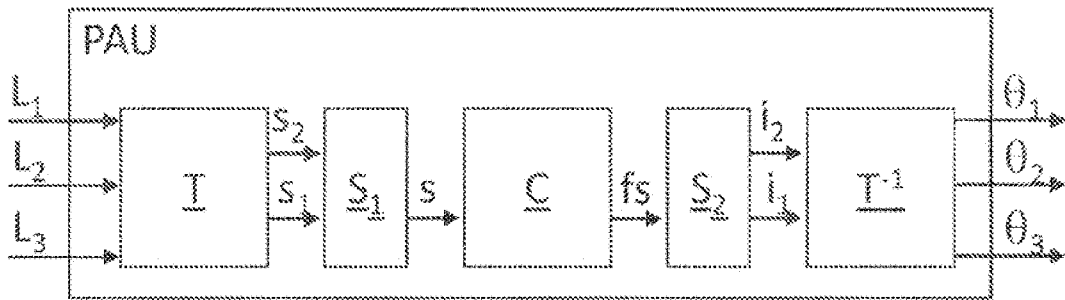 PAU
L₁
L₂
L₃
T
s₂
s₁
S₁
s
C
fs
S₂
i₂
i₁
T⁻¹
θ₁
θ₂
θ₃